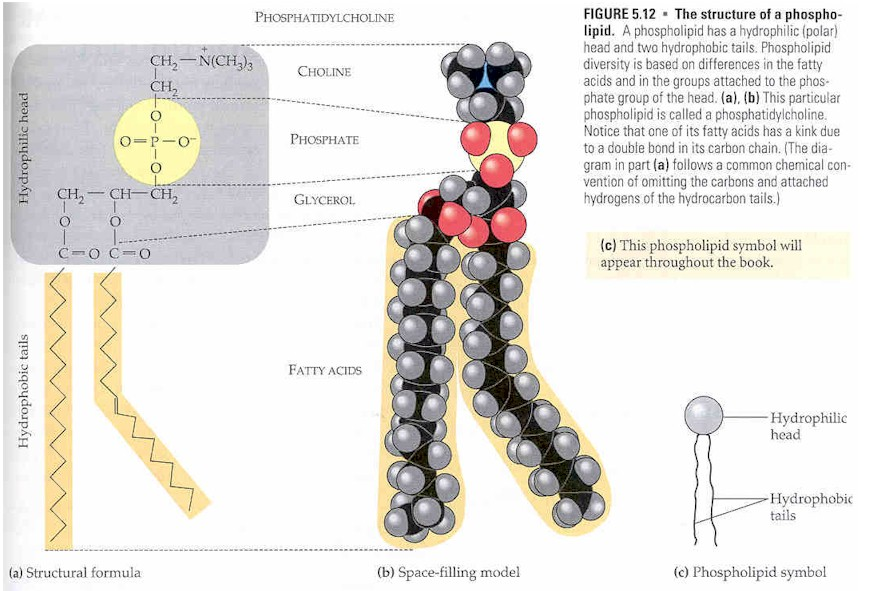 PHOSPHATIDYLCHOLINE
Hydrophilic head
CH₂—N(CH₃)₃
+
CH₂
O
O=P—O⁻
O
CH₂—CH—CH₂
O O
C=O C=O
Hydrophobic tails
CHOLINE
PHOSPHATE
GLYCEROL
FATTY ACIDS
(a) Structural formula
(b) Space-filling model
FIGURE 5.12 ▪ The structure of a phospho-
lipid. A phospholipid has a hydrophilic (polar)
head and two hydrophobic tails. Phospholipid
diversity is based on differences in the fatty
acids and in the groups attached to the phos-
phate group of the head. (a), (b) This particular
phospholipid is called a phosphatidylcholine.
Notice that one of its fatty acids has a kink due
to a double bond in its carbon chain. (The dia-
gram in part (a) follows a common chemical con-
vention of omitting the carbons and attached
hydrogens of the hydrocarbon tails.)
(c) This phospholipid symbol will
appear throughout the book.
Hydrophilic
head
Hydrophobic
tails
(c) Phospholipid symbol